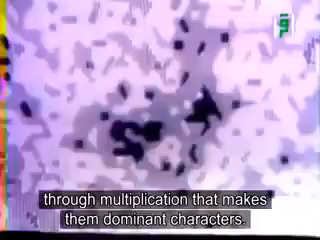 through multiplication that makes
them dominant characters.